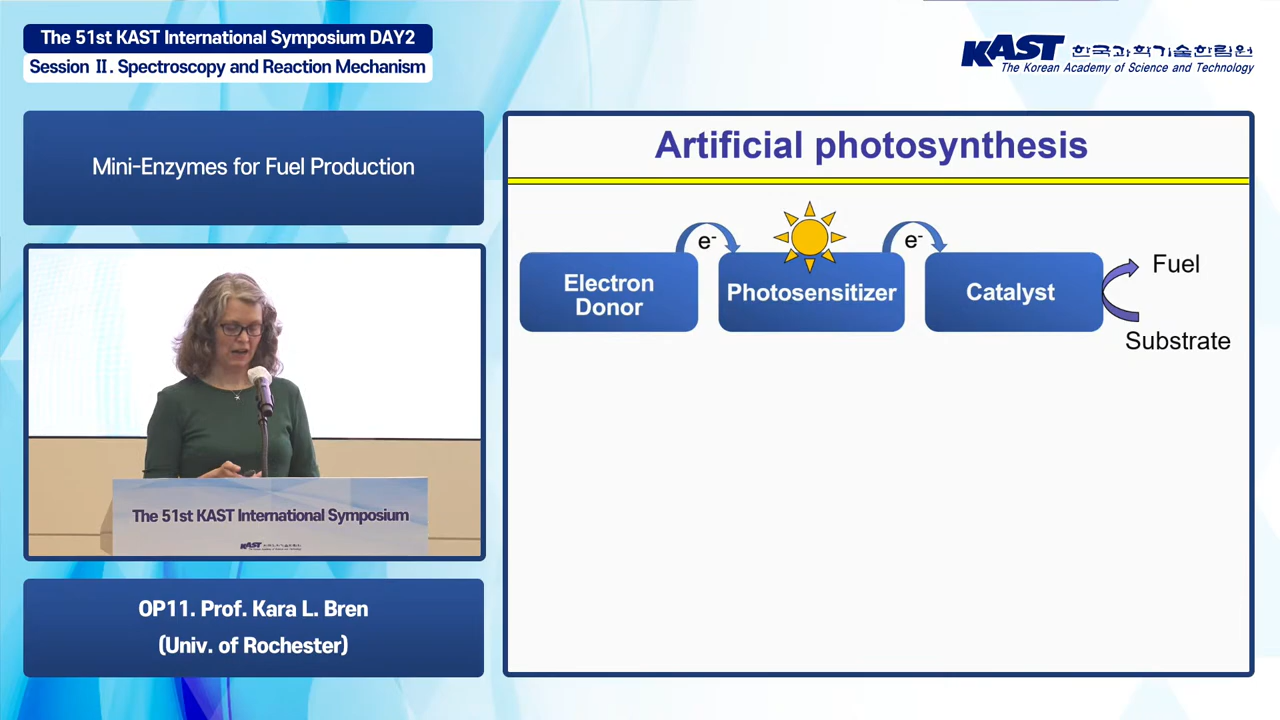 The 51st KAST International Symposium DAY2
Session Ⅱ. Spectroscopy and Reaction Mechanism
KAST 한국과학기술한림원
The Korean Academy of Science and Technology
Mini-Enzymes for Fuel Production
Artificial photosynthesis
e-
e-
Electron
Donor
Photosensitizer
Catalyst
Fuel
Substrate
The 51st KAST International Symposium
KAST
OP11. Prof. Kara L. Bren
(Univ. of Rochester)